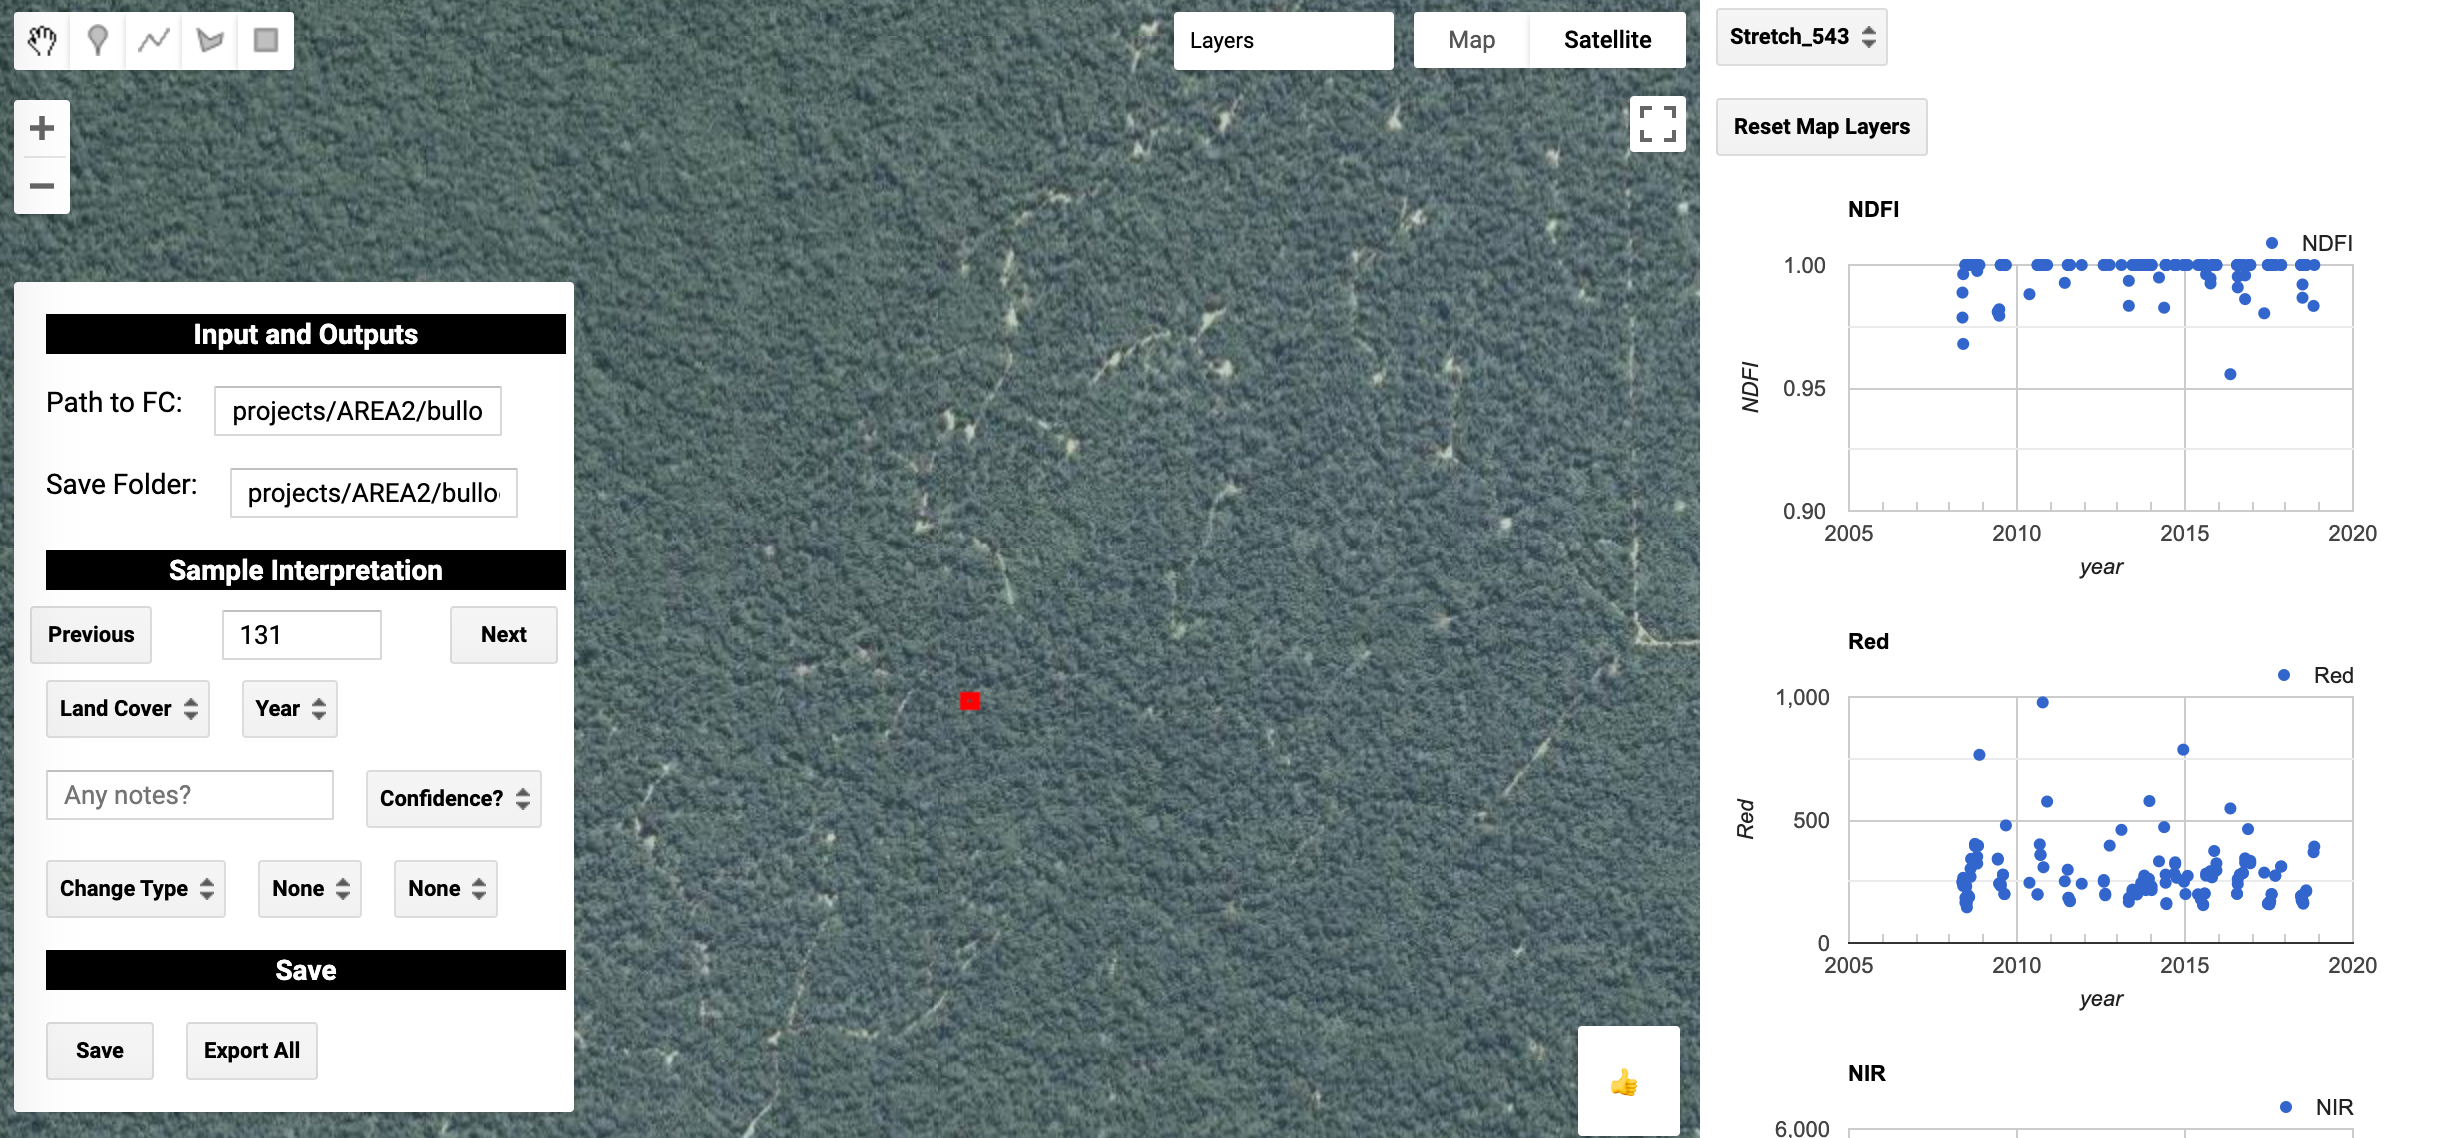 Layers
Map
Satellite
Input and Outputs
Path to FC:
projects/AREA2/bullo
Save Folder:
projects/AREA2/bullo
Sample Interpretation
Previous
131
Next
Land Cover
Year
Any notes?
Confidence?
Change Type
None
None
Save
Save
Export All
Stretch_543
Reset Map Layers
NDFI
NDFI
1.00
0.95
0.90
NDFI
2005
2010
2015
2020
year
Red
Red
1,000
500
0
Red
2005
2010
2015
2020
year
NIR
NIR
6,000